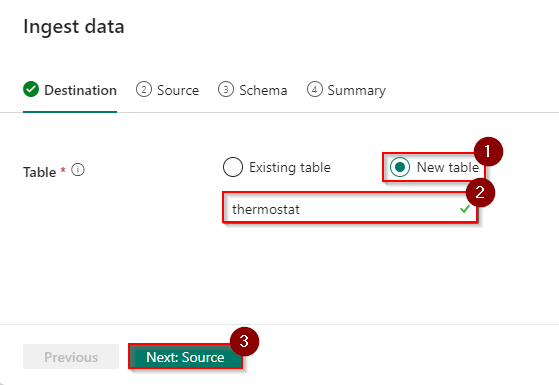 Ingest data
Destination 2 Source 3 Schema 4 Summary
1
Table * i Existing table New table
2
thermostat
3
Previous Next: Source